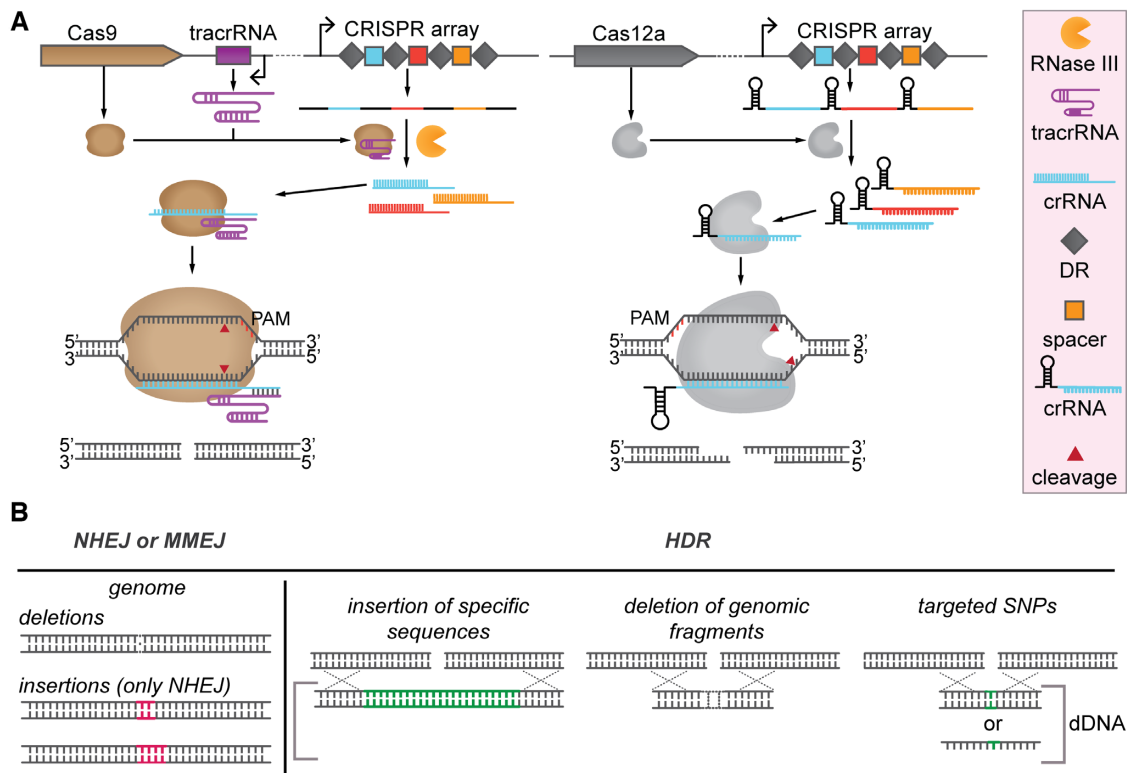 A
Cas9
tracrRNA
CRISPR array
PAM
5’
3’
3’
5’
5’
3’
3’
5’
Cas12a
CRISPR array
PAM
5’
3’
3’
5’
5’
3’
3’
5’
RNase III
tracrRNA
crRNA
DR
spacer
crRNA
cleavage
B
NHEJ or MMEJ
HDR
genome
deletions
insertions (only NHEJ)
insertion of specific
sequences
deletion of genomic
fragments
targeted SNPs
or
dDNA